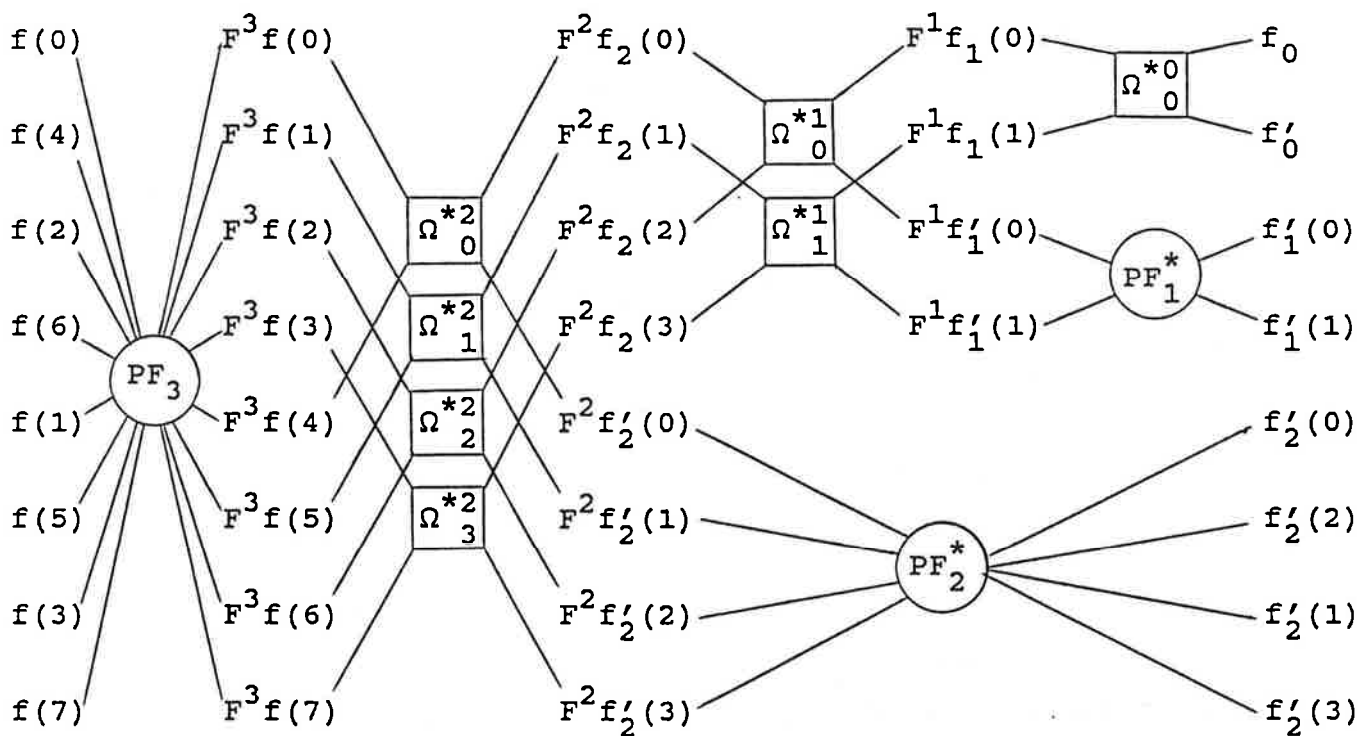 f(0) F³f(0) F²f₂(0) F¹f₁(0) f₀
Ω*⁰₀
f(4) F³f(1) F²f₂(1) Ω*¹₀ F¹f₁(1) f′₀
f(2) F³f(2) Ω*²₀ F²f₂(2) Ω*¹₁ F¹f′₁(0) f′₁(0)
PF*₁
f(6) F³f(3) Ω*²₁ F²f₂(3) F¹f′₁(1) f′₁(1)
PF₃
f(1) F³f(4) Ω*²₂ F²f′₂(0) f′₂(0)
f(5) F³f(5) Ω*²₃ F²f′₂(1) f′₂(2)
PF*₂
f(3) F³f(6) F²f′₂(2) f′₂(1)
f(7) F³f(7) F²f′₂(3) f′₂(3)